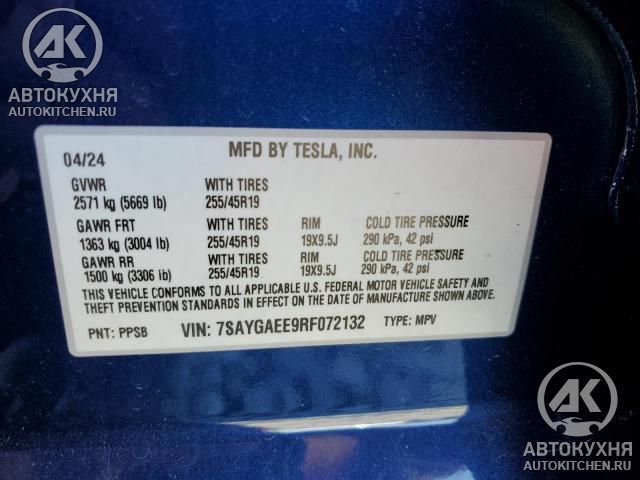 AK
АВТОКУХНЯ
AUTOKITCHEN.RU
MFD BY TESLA, INC.
04/24
GVWR WITH TIRES
2571 kg (5669 lb) 255/45R19
GAWR FRT WITH TIRES RIM COLD TIRE PRESSURE
1363 kg (3004 lb) 255/45R19 19X9.5J 290 kPa, 42 psi
GAWR RR WITH TIRES RIM COLD TIRE PRESSURE
1500 kg (3306 lb) 255/45R19 19X9.5J 290 kPa, 42 psi
THIS VEHICLE CONFORMS TO ALL APPLICABLE U.S. FEDERAL MOTOR VEHICLE SAFETY AND
THEFT PREVENTION STANDARDS IN EFFECT ON THE DATE OF MANUFACTURE SHOWN ABOVE.
PNT: PPSB VIN: 7SAYGAEE9RF072132 TYPE: MPV
AK
АВТОКУХНЯ
AUTOKITCHEN.RU